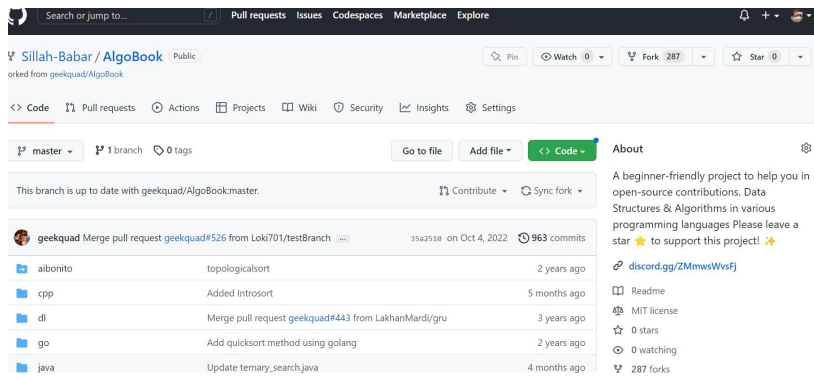 Search or jump to... / Pull requests Issues Codespaces Marketplace Explore
Sillah-Babar / AlgoBook Public Pin Watch 0 Fork 287 Star 0
orked from geekquad/AlgoBook
<> Code Pull requests Actions Projects Wiki Security Insights Settings
master 1 branch 0 tags Go to file Add file <> Code
This branch is up to date with geekquad/AlgoBook:master. Contribute Sync fork
geekquad Merge pull request geekquad#526 from Loki701/testBranch ... 35a2510 on Oct 4, 2022 963 commits
aibonito topologicalsort 2 years ago
cpp Added Introsort 5 months ago
dl Merge pull request geekquad#443 from LakhanMardi/gru 3 years ago
go Add quicksort method using golang 2 years ago
java Update ternary_search.java 4 months ago
About
A beginner-friendly project to help you in
open-source contributions. Data
Structures & Algorithms in various
programming languages Please leave a
star ⭐ to support this project! ✨
discord.gg/ZMmwsWvsFj
Readme
MIT license
0 stars
0 watching
287 forks